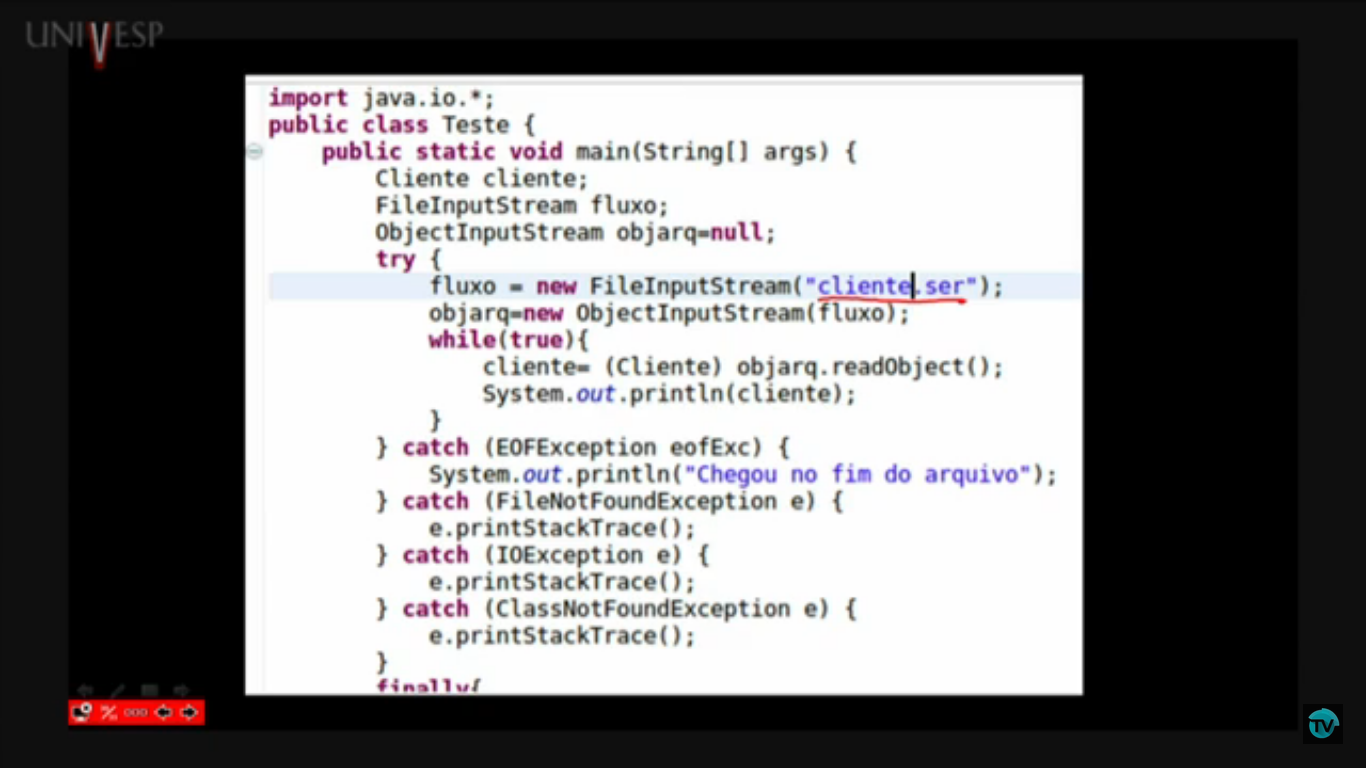 UNIVESP
import java.io.*;
public class Teste {
public static void main(String[] args) {
Cliente cliente;
FileInputStream fluxo;
ObjectInputStream objarq=null;
try {
fluxo = new FileInputStream("cliente.ser");
objarq=new ObjectInputStream(fluxo);
while(true){
cliente= (Cliente) objarq.readObject();
System.out.println(cliente);
}
} catch (EOFException eofExc) {
System.out.println("Chegou no fim do arquivo");
} catch (FileNotFoundException e) {
e.printStackTrace();
} catch (IOException e) {
e.printStackTrace();
} catch (ClassNotFoundException e) {
e.printStackTrace();
}
finally{
TV